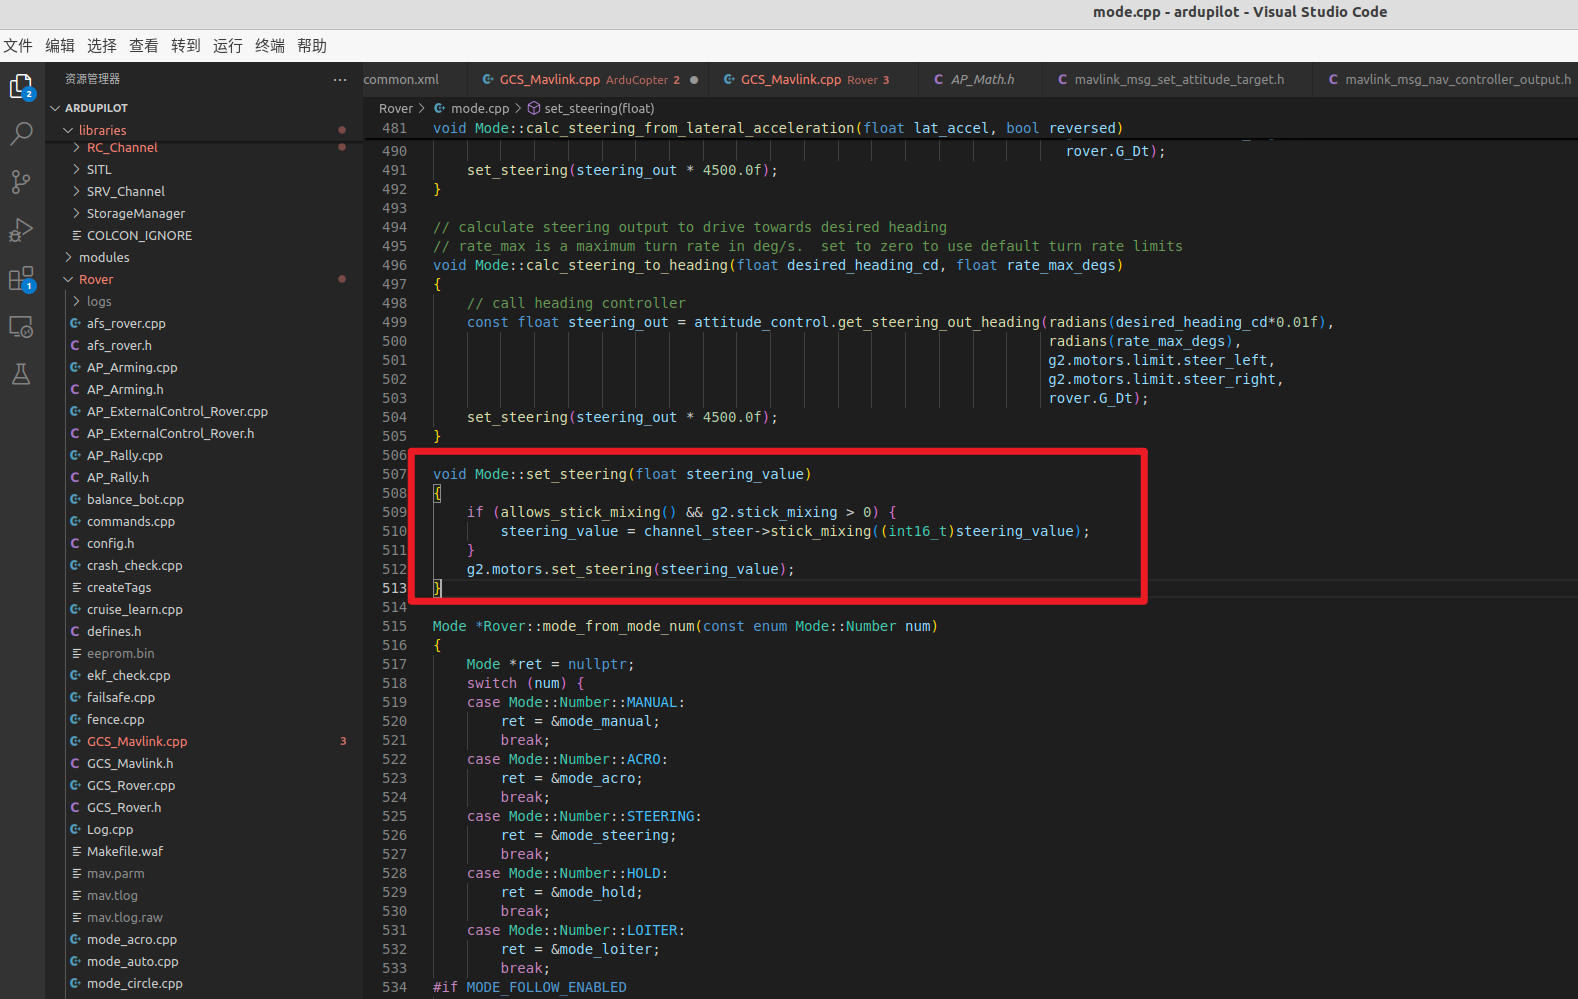 mode.cpp - ardupilot - Visual Studio Code
文件 编辑 选择 查看 转到 运行 终端 帮助
资源管理器 ···
2
1
ARDUPILOT
libraries
RC_Channel
SITL
SRV_Channel
StorageManager
COLCON_IGNORE
modules
Rover
logs
afs_rover.cpp
afs_rover.h
AP_Arming.cpp
AP_Arming.h
AP_ExternalControl_Rover.cpp
AP_ExternalControl_Rover.h
AP_Rally.cpp
AP_Rally.h
balance_bot.cpp
commands.cpp
config.h
crash_check.cpp
createTags
cruise_learn.cpp
defines.h
eeprom.bin
ekf_check.cpp
failsafe.cpp
fence.cpp
GCS_Mavlink.cpp 3
GCS_Mavlink.h
GCS_Rover.cpp
GCS_Rover.h
Log.cpp
Makefile.waf
mav.parm
mav.tlog
mav.tlog.raw
mode_acro.cpp
mode_auto.cpp
mode_circle.cpp
common.xml GCS_Mavlink.cpp ArduCopter 2 GCS_Mavlink.cpp Rover 3 AP_Math.h mavlink_msg_set_attitude_target.h mavlink_msg_nav_controller_output.h
Rover > mode.cpp > set_steering(float)
481 void Mode::calc_steering_from_lateral_acceleration(float lat_accel, bool reversed)
490 rover.G_Dt);
491 set_steering(steering_out * 4500.0f);
492 }
493
494 // calculate steering output to drive towards desired heading
495 // rate_max is a maximum turn rate in deg/s.  set to zero to use default turn rate limits
496 void Mode::calc_steering_to_heading(float desired_heading_cd, float rate_max_degs)
497 {
498 // call heading controller
499 const float steering_out = attitude_control.get_steering_out_heading(radians(desired_heading_cd*0.01f),
500 radians(rate_max_degs),
501 g2.motors.limit.steer_left,
502 g2.motors.limit.steer_right,
503 rover.G_Dt);
504 set_steering(steering_out * 4500.0f);
505 }
506
507 void Mode::set_steering(float steering_value)
508 {
509 if (allows_stick_mixing() && g2.stick_mixing > 0) {
510 steering_value = channel_steer->stick_mixing((int16_t)steering_value);
511 }
512 g2.motors.set_steering(steering_value);
513 }
514
515 Mode *Rover::mode_from_mode_num(const enum Mode::Number num)
516 {
517 Mode *ret = nullptr;
518 switch (num) {
519 case Mode::Number::MANUAL:
520 ret = &mode_manual;
521 break;
522 case Mode::Number::ACRO:
523 ret = &mode_acro;
524 break;
525 case Mode::Number::STEERING:
526 ret = &mode_steering;
527 break;
528 case Mode::Number::HOLD:
529 ret = &mode_hold;
530 break;
531 case Mode::Number::LOITER:
532 ret = &mode_loiter;
533 break;
534 #if MODE_FOLLOW_ENABLED